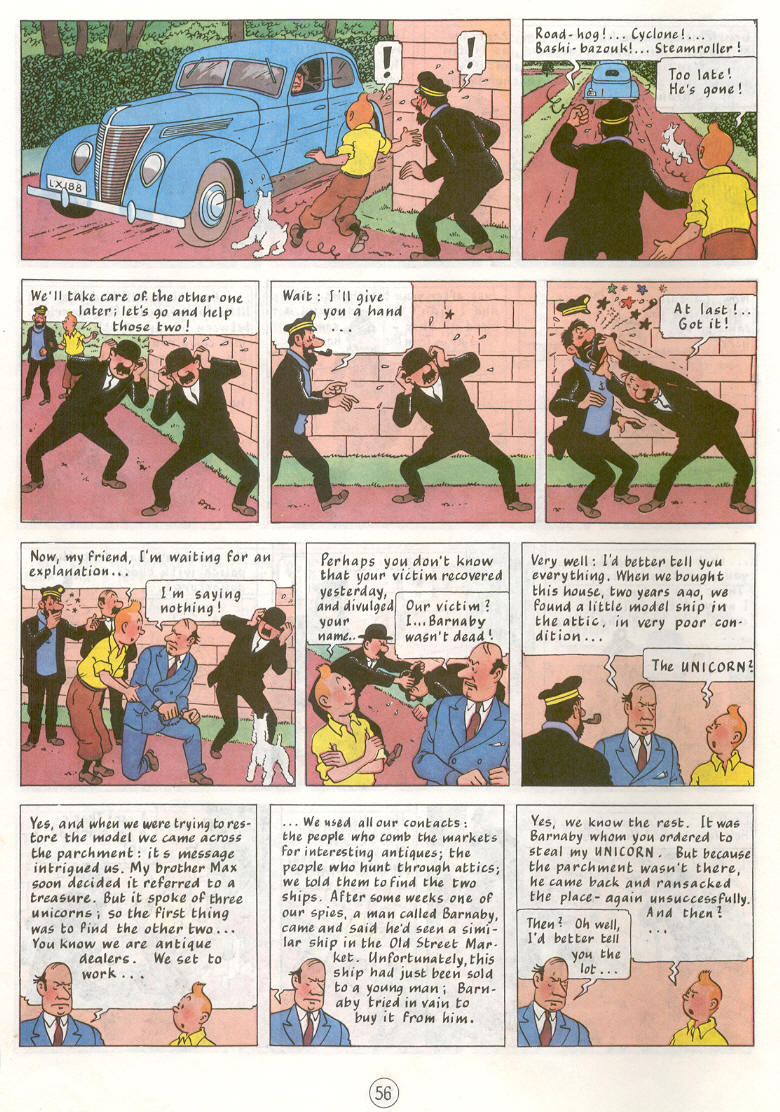 !
!
LX188
Road-hog!... Cyclone!...
Bashi-bazouk!... Steamroller!
Too late!
He's gone!
We'll take care of the other one
later; let's go and help
those two!
Wait: I'll give
you a hand
...
At last!..
Got it!
Now, my friend, I'm waiting for an
explanation...
I'm saying
nothing!
Perhaps you don't know
that your victim recovered
yesterday,
and divulged
your
name..
Our victim?
I...Barnaby
wasn't dead!
Very well: I'd better tell you
everything. When we bought
this house, two years ago, we
found a little model ship in
the attic, in very poor con-
dition...
The UNICORN?
Yes, and when we were trying to res-
tore the model we came across
the parchment: its message
intrigued us. My brother Max
soon decided it referred to a
treasure. But it spoke of three
unicorns; so the first thing
was to find the other two...
You know we are antique
dealers. We set to
work...
... We used all our contacts:
the people who comb the markets
for interesting antiques; the
people who hunt through attics;
we told them to find the two
ships. After some weeks one of
our spies, a man called Barnaby,
came and said he'd seen a simi-
lar ship in the Old Street Mar-
ket. Unfortunately, this
ship had just been sold
to a young man; Barn-
aby tried in vain to
buy it from him.
Yes, we know the rest. It was
Barnaby whom you ordered to
steal my UNICORN. But because
the parchment wasn't there,
he came back and ransacked
the place-again unsuccessfully.
And then?
...
Then? Oh well,
I'd better tell
you the
lot...
56